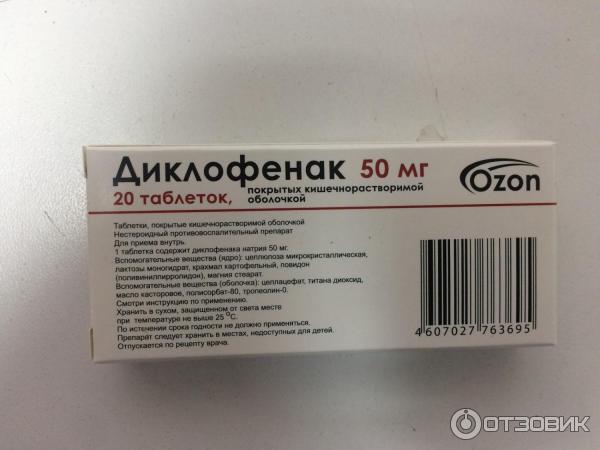 Диклофенак 50 мг
20 таблеток, покрытых кишечнорастворимой оболочкой
Ozon
Таблетки, покрытые кишечнорастворимой оболочкой
Нестероидный противовоспалительный препарат
Для приема внутрь.
1 таблетка содержит диклофенака натрия 50 мг.
Вспомогательные вещества (ядро): целлюлоза микрокристаллическая,
лактозы моногидрат, крахмал картофельный, повидон
(поливинилпирролидон), магния стеарат.
Вспомогательные вещества (оболочка): целлацефат, титана диоксид,
масло касторовое, полисорбат-80, тропеолин-0.
Смотри инструкцию по применению.
Хранить в сухом, защищенном от света месте
при температуре не выше 25 °С.
По истечении срока годности не должно применяться.
Препарат следует хранить в местах, недоступных для детей.
Отпускается по рецепту врача.
4 607027 763695
ОТЗОВИК